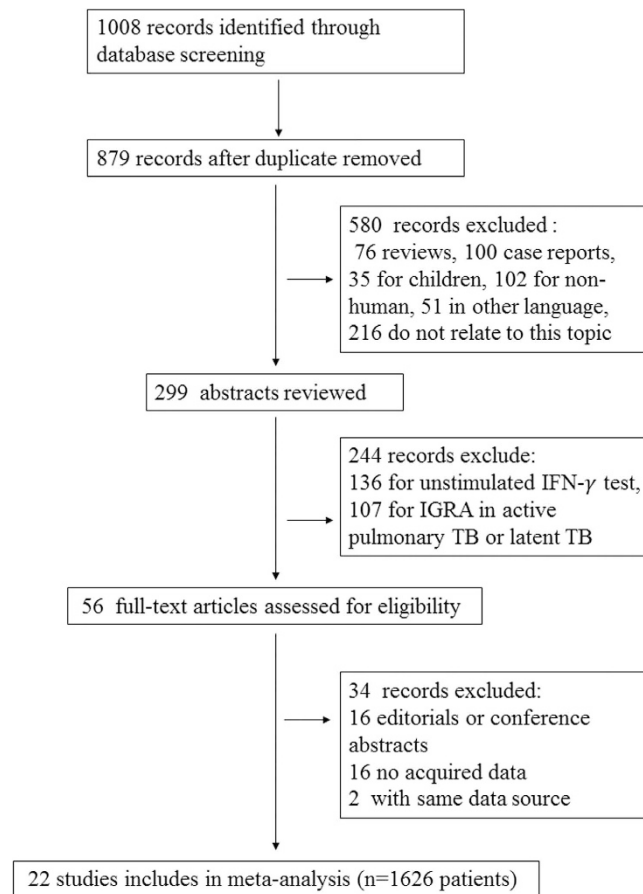 1008 records identified through
database screening
879 records after duplicate removed
580 records excluded :
76 reviews, 100 case reports,
35 for children, 102 for non-
human, 51 in other language,
216 do not relate to this topic
299 abstracts reviewed
244 records exclude:
136 for unstimulated IFN-γ test,
107 for IGRA in active
pulmonary TB or latent TB
56 full-text articles assessed for eligibility
34 records excluded:
16 editorials or conference
abstracts
16 no acquired data
2 with same data source
22 studies includes in meta-analysis (n=1626 patients)